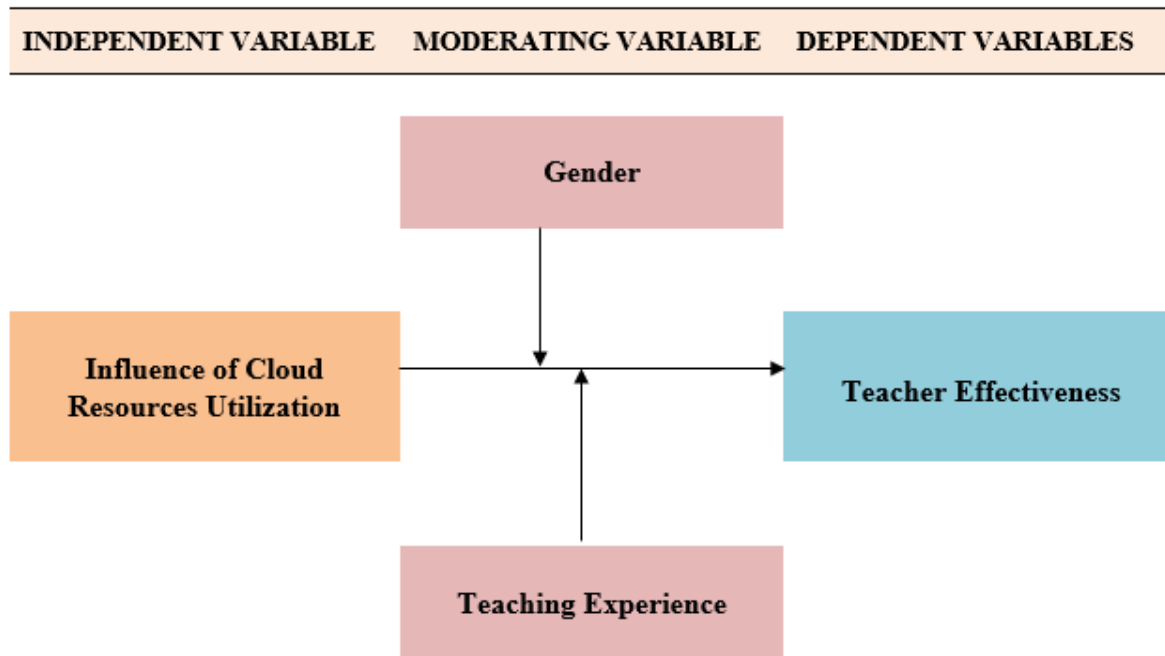 INDEPENDENT VARIABLE MODERATING VARIABLE DEPENDENT VARIABLES
Gender
Influence of Cloud
Resources Utilization
Teacher Effectiveness
Teaching Experience